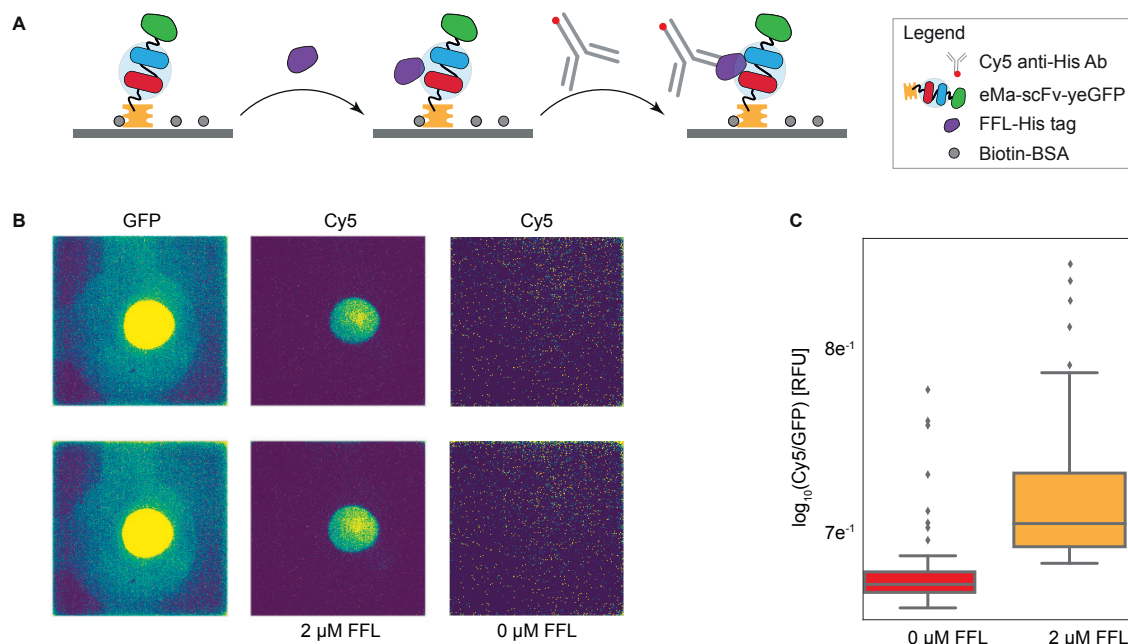 A
Legend
Cy5 anti-His Ab
eMa-scFv-yeGFP
FFL-His tag
Biotin-BSA
B
GFP
Cy5
Cy5
2 µM FFL
0 µM FFL
C
log₁₀(Cy5/GFP) [RFU]
8e⁻¹
7e⁻¹
0 µM FFL
2 µM FFL